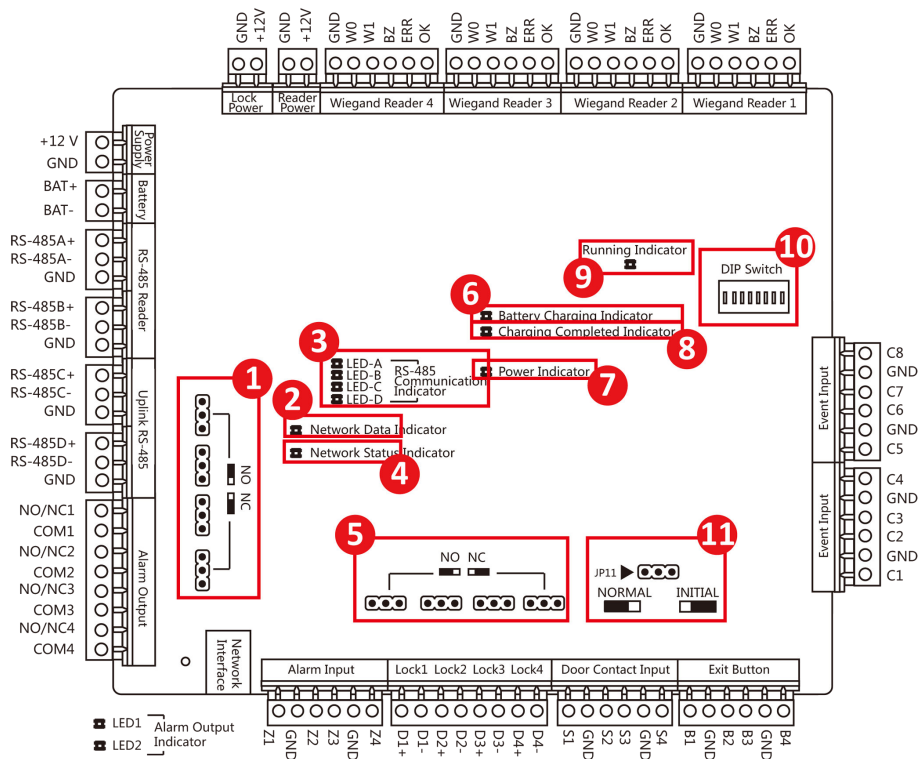 GND
+12V
GND
+12V
GND
W0
W1
BZ
ERR
OK
GND
W0
W1
BZ
ERR
OK
GND
W0
W1
BZ
ERR
OK
GND
W0
W1
BZ
ERR
OK
Lock
Power
Reader
Power
Wiegand Reader 4
Wiegand Reader 3
Wiegand Reader 2
Wiegand Reader 1
+12 V
GND
Power
Supply
BAT+
BAT-
Battery
RS-485A+
RS-485A-
GND
RS-485B+
RS-485B-
GND
RS-485 Reader
RS-485C+
RS-485C-
GND
RS-485D+
RS-485D-
GND
Uplink RS-485
NO/NC1
COM1
NO/NC2
COM2
NO/NC3
COM3
NO/NC4
COM4
Alarm Output
1
NO
NC
2
Network Data Indicator
3
LED-A
LED-B
LED-C
LED-D
RS-485
Communication
Indicator
4
Network Status Indicator
5
NO NC
6
Battery Charging Indicator
7
Power Indicator
8
Charging Completed Indicator
9
Running Indicator
10
DIP Switch
11
JP11
NORMAL
INITIAL
C8
GND
C7
C6
GND
C5
Event Input
C4
GND
C3
C2
GND
C1
Event Input
Network
Interface
Alarm Input
Lock1 Lock2 Lock3 Lock4
Door Contact Input
Exit Button
Z1
GND
Z2
Z3
GND
Z4
D1+
D1-
D2+
D2-
D3+
D3-
D4+
D4-
S1
GND
S2
S3
GND
S4
B1
GND
B2
B3
GND
B4
LED1
LED2
Alarm Output
Indicator